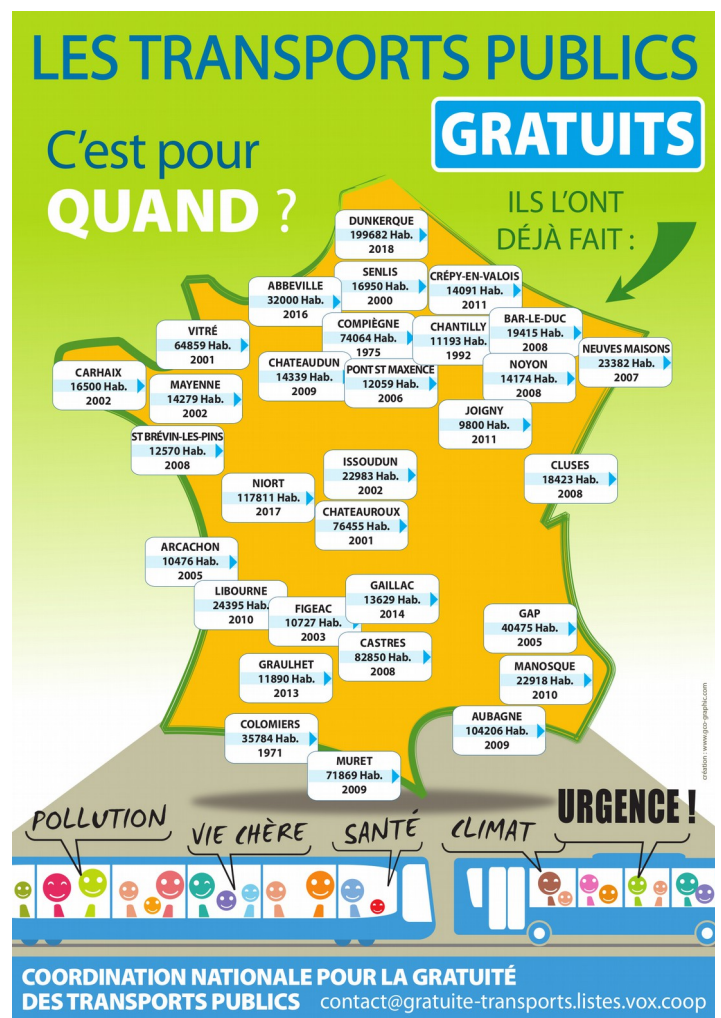 LES TRANSPORTS PUBLICS
GRATUITS
C'est pour
QUAND ?
ILS L'ONT
DÉJÀ FAIT :
DUNKERQUE
199682 Hab.
2018
SENLIS
16950 Hab.
2000
CRÉPY-EN-VALOIS
14091 Hab.
2011
ABBEVILLE
32000 Hab.
2016
BAR-LE-DUC
19415 Hab.
2008
COMPIÈGNE
74064 Hab.
1975
CHANTILLY
11193 Hab.
1992
VITRÉ
64859 Hab.
2001
NEUVES MAISONS
23382 Hab.
2007
CHATEAUDUN
14339 Hab.
2009
PONT ST MAXENCE
12059 Hab.
2006
NOYON
14174 Hab.
2008
CARHAIX
16500 Hab.
2002
MAYENNE
14279 Hab.
2002
JOIGNY
9800 Hab.
2011
ST BRÉVIN-LES-PINS
12570 Hab.
2008
ISSOUDUN
22983 Hab.
2002
CLUSES
18423 Hab.
2008
NIORT
117811 Hab.
2017
CHATEAUROUX
76455 Hab.
2001
ARCACHON
10476 Hab.
2005
LIBOURNE
24395 Hab.
2010
GAILLAC
13629 Hab.
2014
FIGEAC
10727 Hab.
2003
GAP
40475 Hab.
2005
CASTRES
82850 Hab.
2008
GRAULHET
11890 Hab.
2013
MANOSQUE
22918 Hab.
2010
COLOMIERS
35784 Hab.
1971
AUBAGNE
104206 Hab.
2009
MURET
71869 Hab.
2009
création : www.gco-graphic.com
POLLUTION
VIE CHÈRE
SANTÉ
CLIMAT
URGENCE !
COORDINATION NATIONALE POUR LA GRATUITÉ
DES TRANSPORTS PUBLICS contact@gratuite-transports.listes.vox.coop